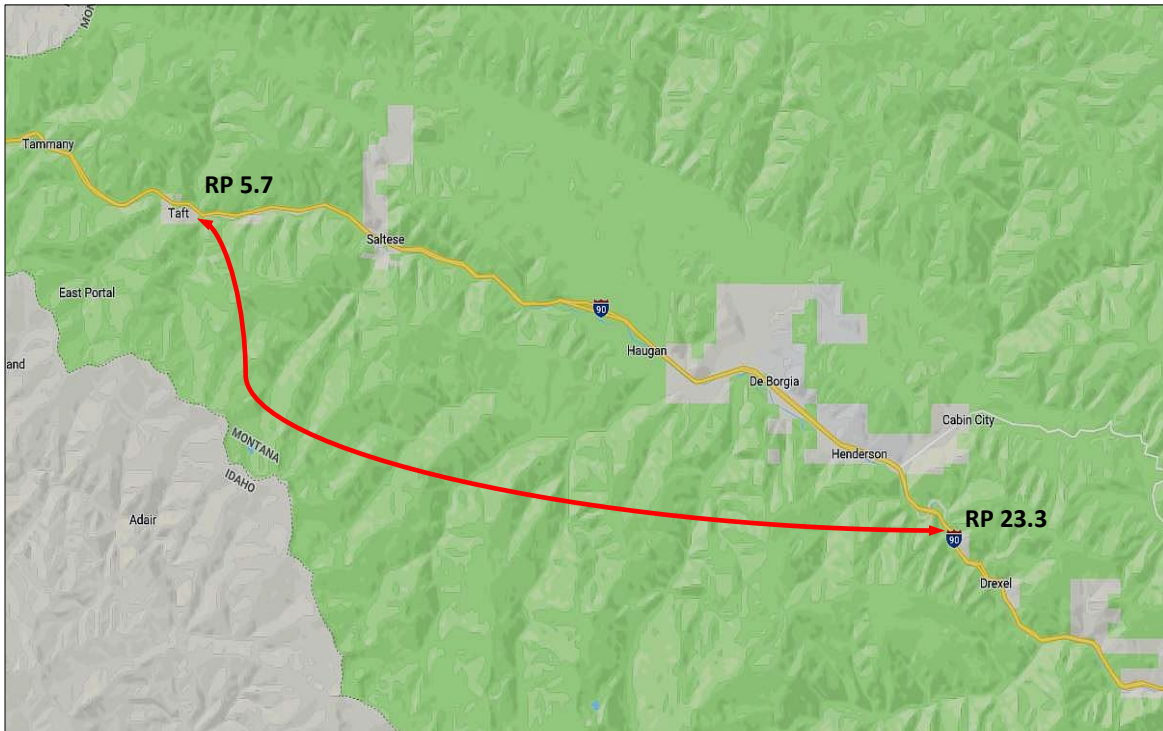 MON
Tammany
RP 5.7
Taft
Saltese
East Portal
90
Haugan
and
De Borgia
Cabin City
MONTANA
Henderson
IDAHO
Adair
RP 23.3
90
Drexel